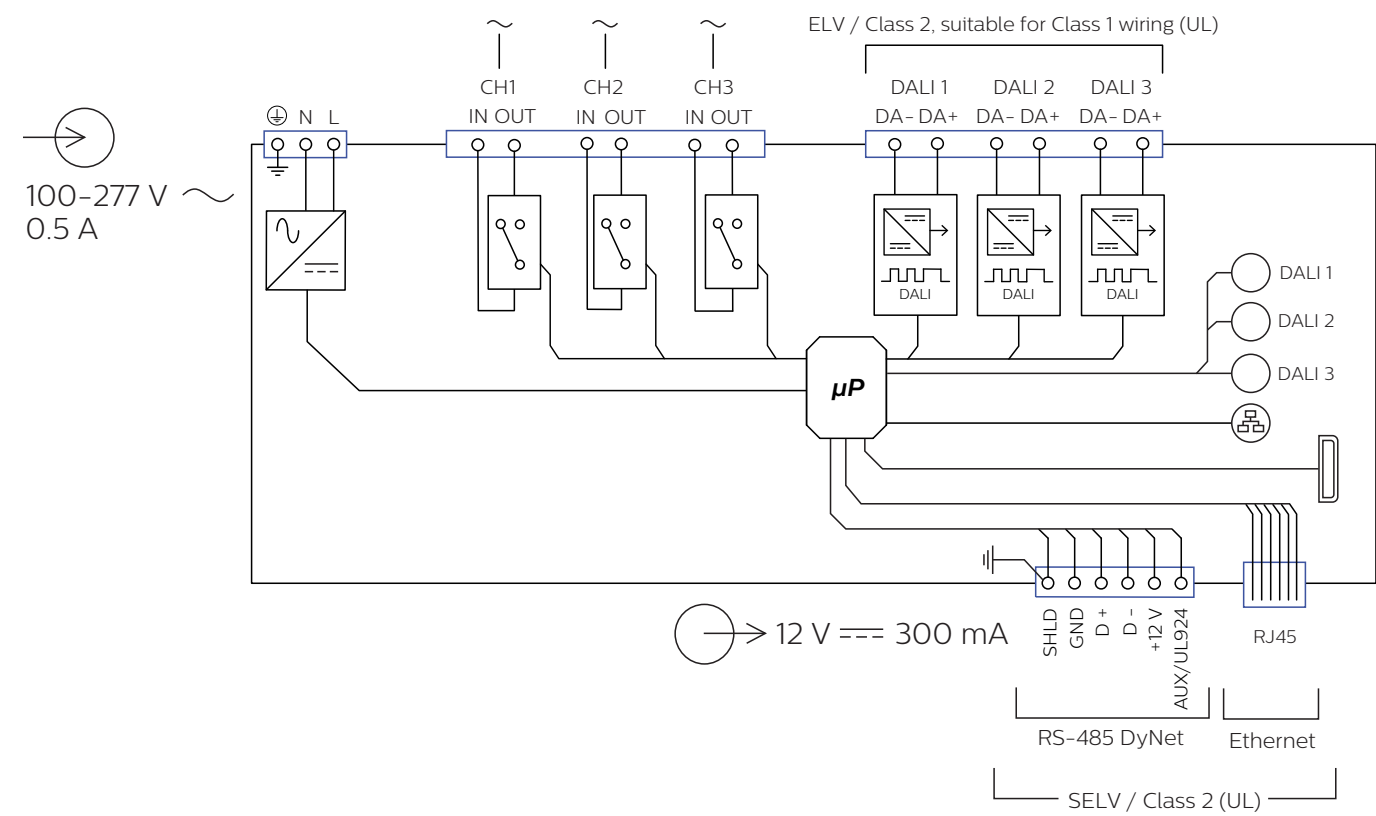 ELV / Class 2, suitable for Class 1 wiring (UL)
CH1 CH2 CH3 DALI 1 DALI 2 DALI 3
N L IN OUT IN OUT IN OUT DA- DA+ DA- DA+ DA- DA+
100-277 V
0.5 A
DALI DALI DALI
DALI 1
DALI 2
DALI 3
µP
12 V 300 mA
SHLD
GND
D +
D -
+12 V
AUX/UL924
RJ45
RS-485 DyNet
Ethernet
SELV / Class 2 (UL)